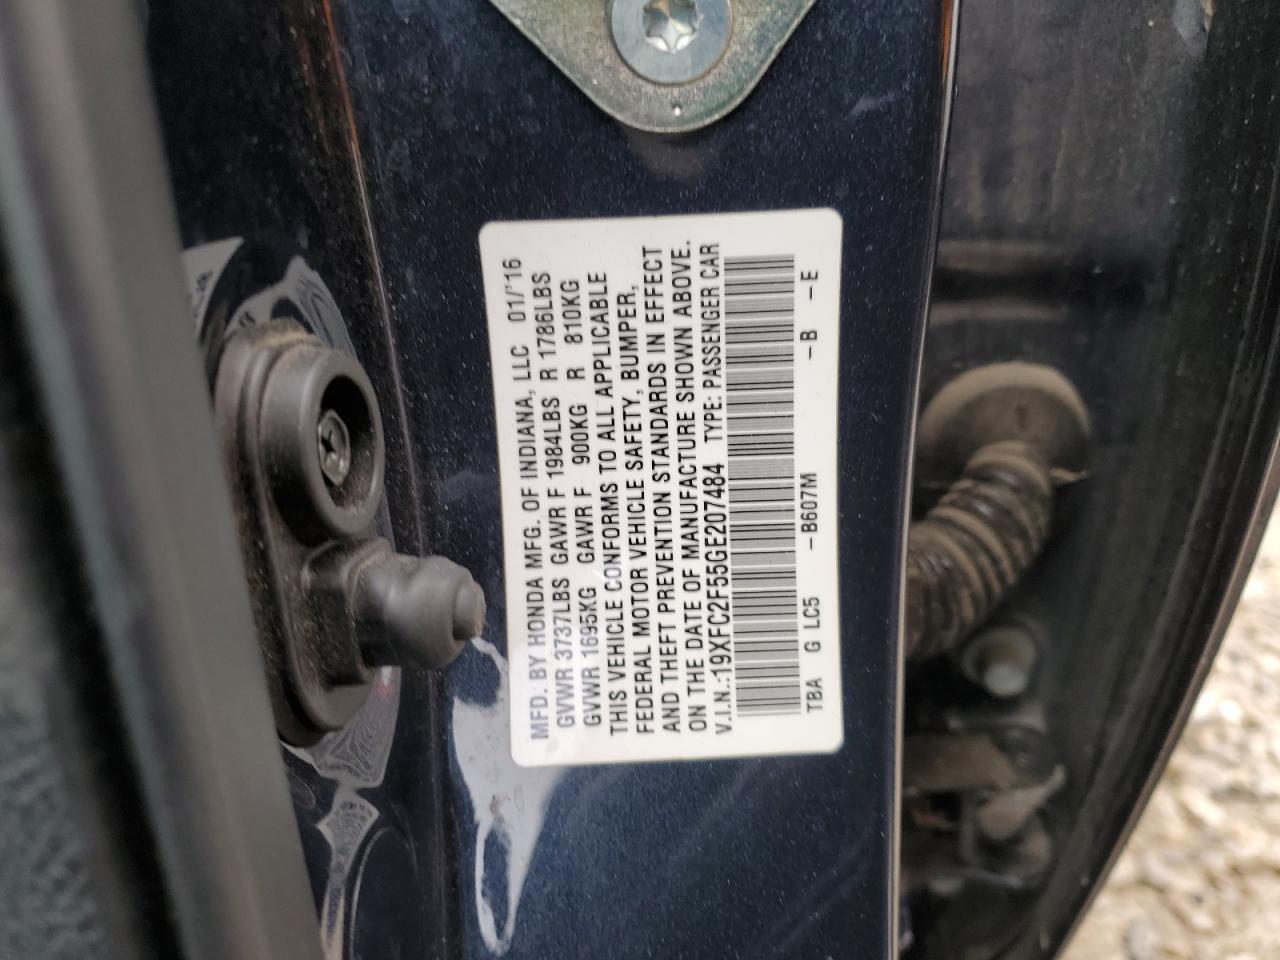 MFD. BY HONDA MFG. OF INDIANA, LLC 01/'16
GVWR 3737LBS GAWR F 1984LBS R 1786LBS
GVWR 1695KG GAWR F 900KG R 810KG
THIS VEHICLE CONFORMS TO ALL APPLICABLE
FEDERAL MOTOR VEHICLE SAFETY, BUMPER,
AND THEFT PREVENTION STANDARDS IN EFFECT
ON THE DATE OF MANUFACTURE SHOWN ABOVE.
V.I.N.:19XFC2F55GE207484 TYPE: PASSENGER CAR
TBA G LC5 -B607M -B -E